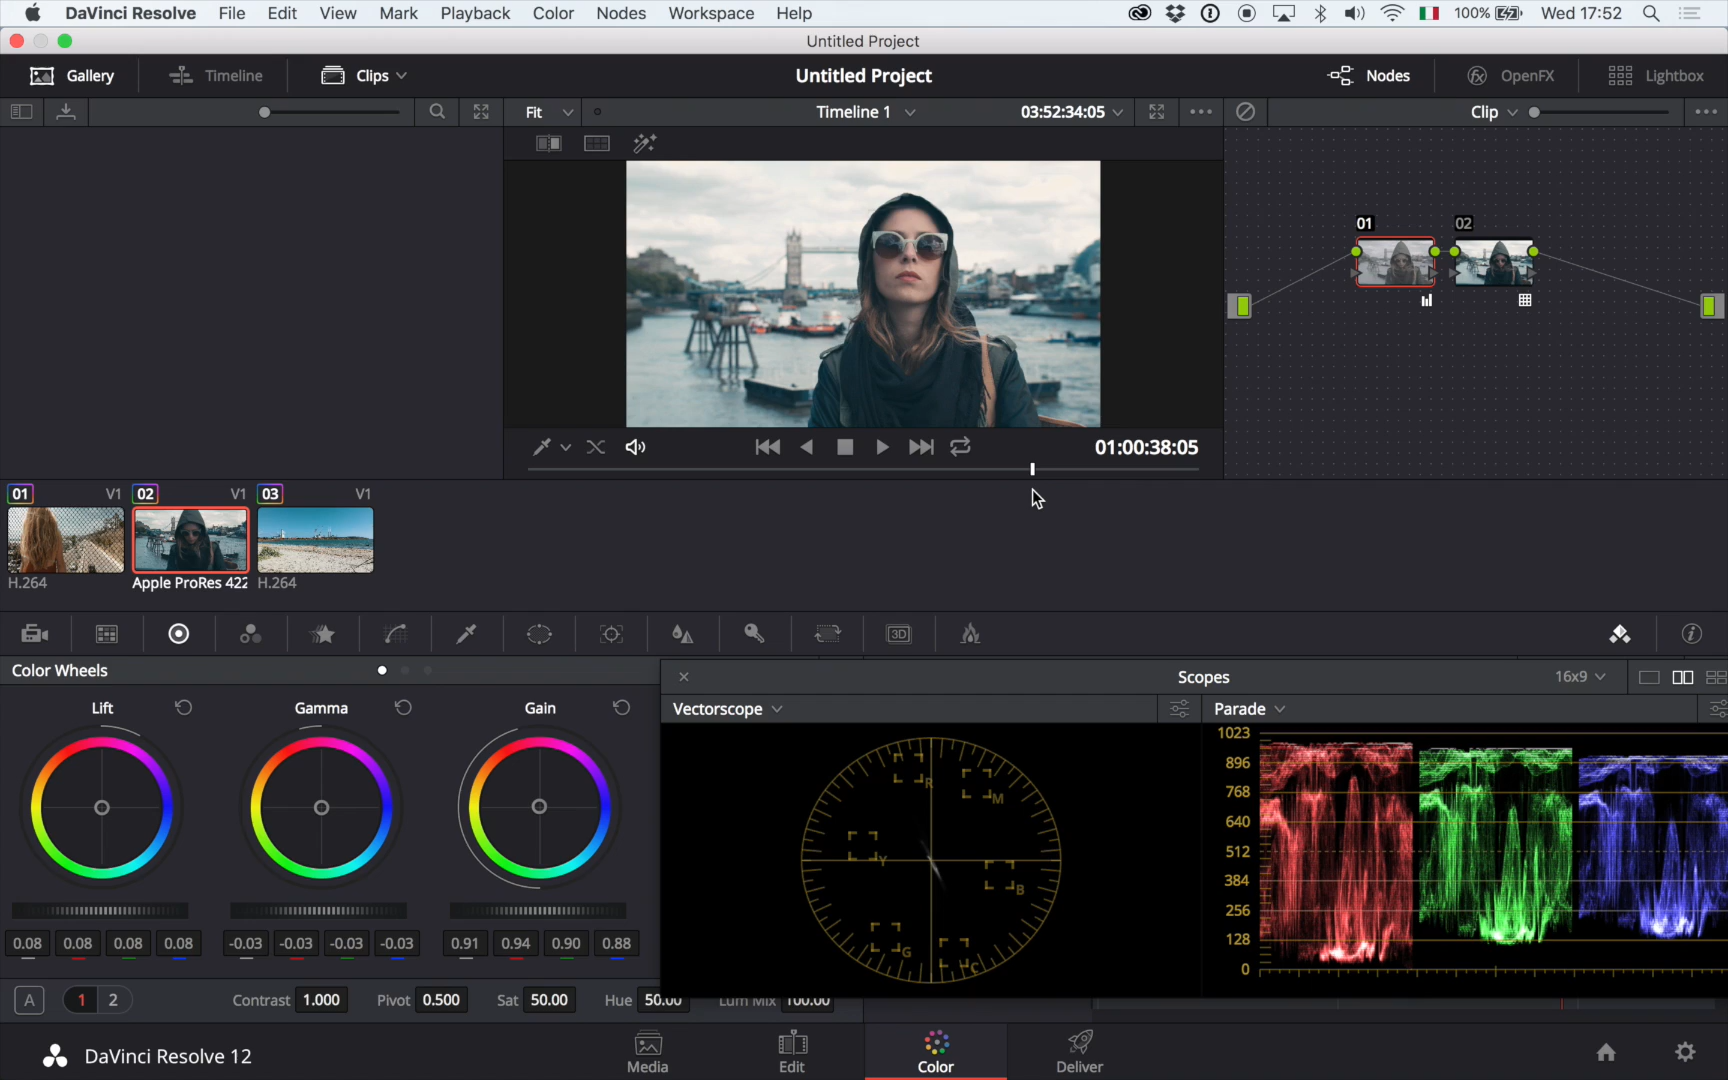 DaVinci Resolve File Edit View Mark Playback Color Nodes Workspace Help 100% Wed 17:52
Untitled Project
Gallery Timeline Clips Untitled Project Nodes OpenFX Lightbox
Fit Timeline 1 03:52:34:05 Clip
01 02
01:00:38:05
01 V1 02 V1 03 V1
H.264 Apple ProRes 422 H.264
3D
Color Wheels
Scopes 16x9
Lift Gamma Gain
Vectorscope Parade
R M Y B G C
1023
896
768
640
512
384
256
128
0
0.08 0.08 0.08 0.08 -0.03 -0.03 -0.03 -0.03 0.91 0.94 0.90 0.88
A 1 2 Contrast 1.000 Pivot 0.500 Sat 50.00 Hue 50.00 Lum Mix 100.00
DaVinci Resolve 12 Media Edit Color Deliver